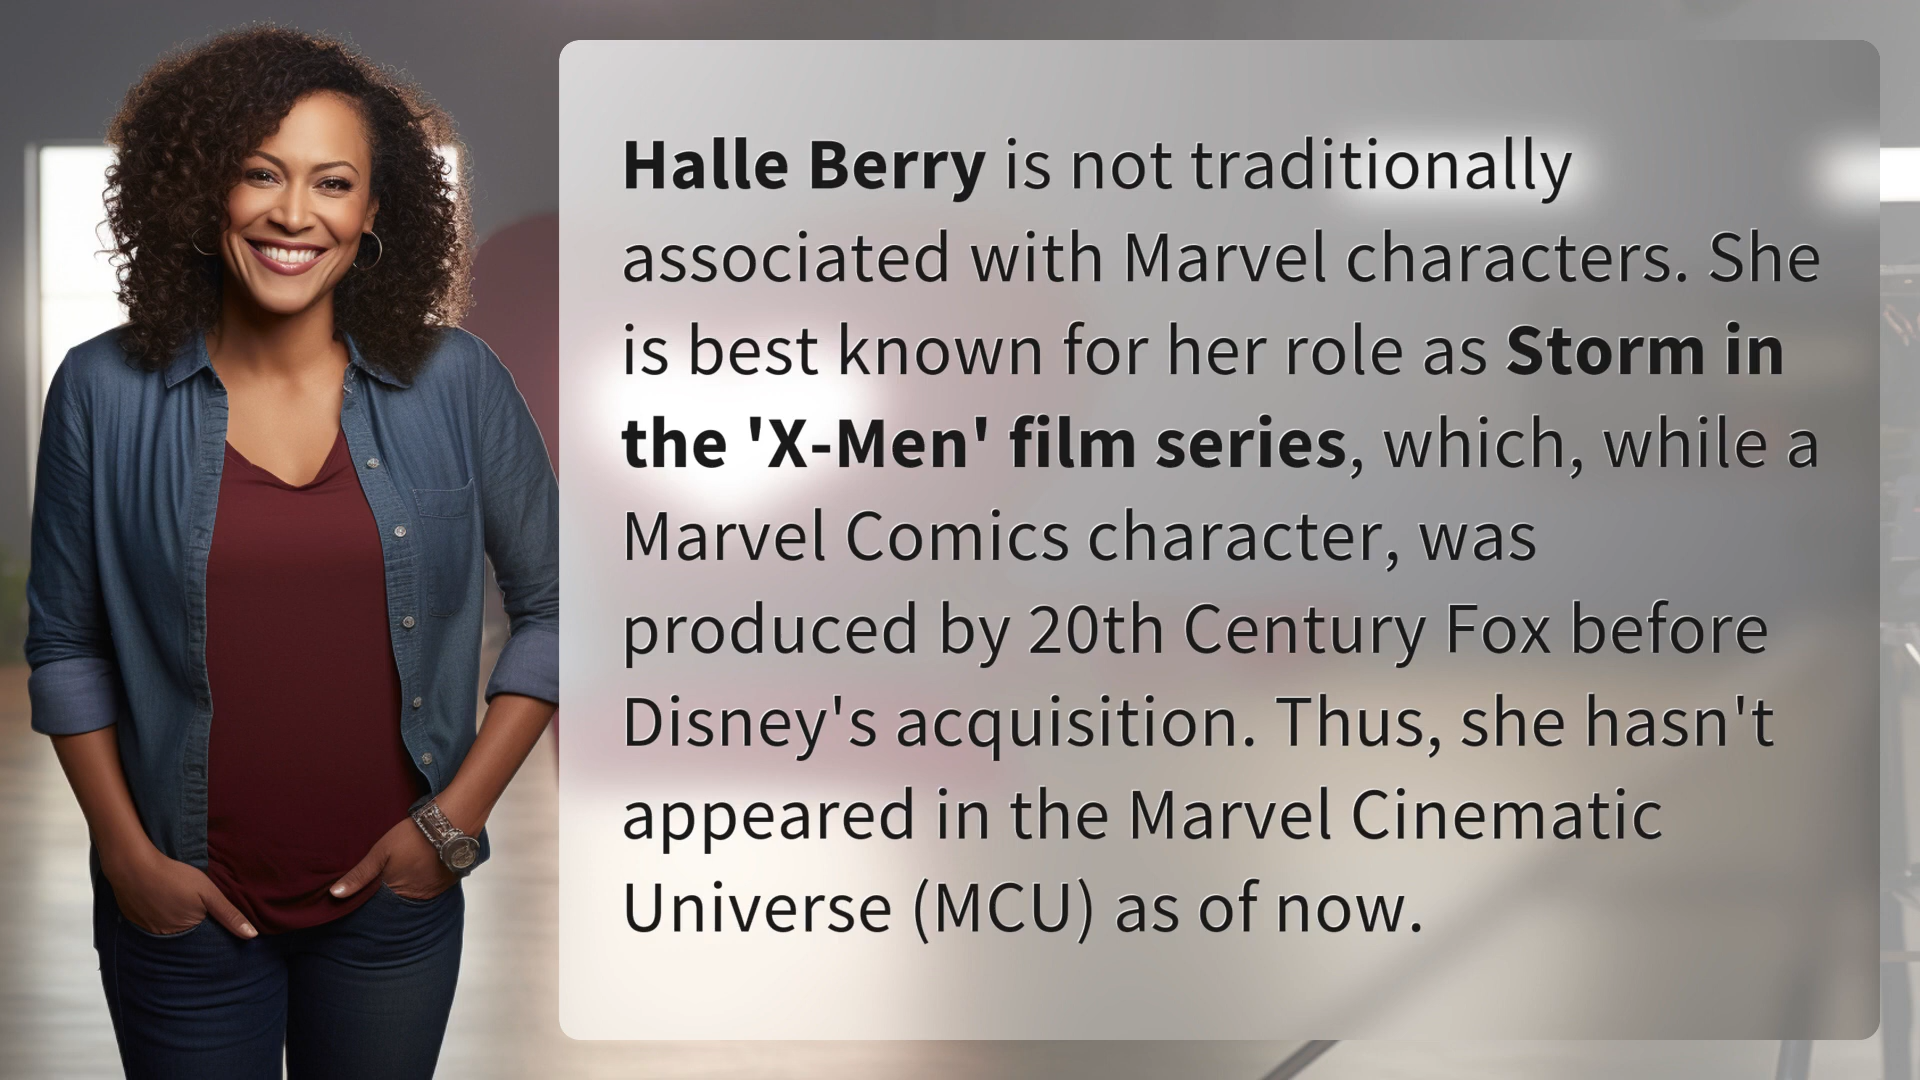 Halle Berry is not traditionally
associated with Marvel characters. She
is best known for her role as Storm in
the 'X-Men' film series, which, while a
Marvel Comics character, was
produced by 20th Century Fox before
Disney's acquisition. Thus, she hasn't
appeared in the Marvel Cinematic
Universe (MCU) as of now.